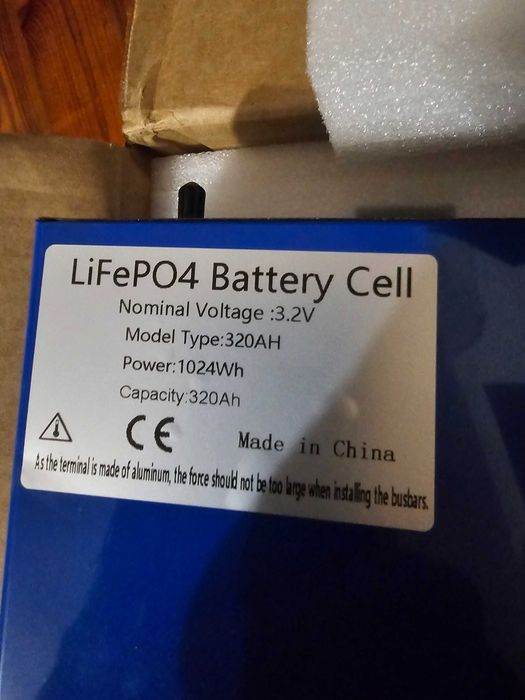 LiFePO4 Battery Cell
Nominal Voltage :3.2V
Model Type:320AH
Power:1024Wh
Capacity:320Ah
CE
Made in China
As the terminal is made of aluminum, the force should not be too large when installing the busbars.